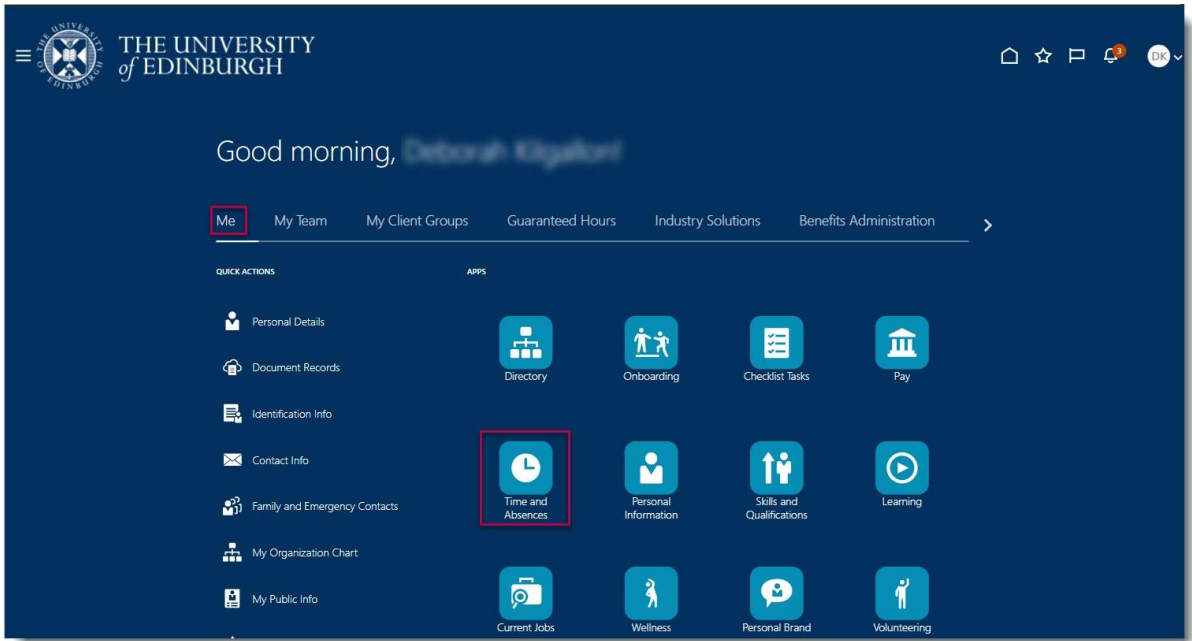 THE UNIVERSITY
of EDINBURGH
3
DK
Good morning,
Me
My Team
My Client Groups
Guaranteed Hours
Industry Solutions
Benefits Administration
QUICK ACTIONS
APPS
Personal Details
Document Records
Identification Info
Contact Info
Family and Emergency Contacts
My Organization Chart
My Public Info
Directory
Onboarding
Checklist Tasks
Pay
Time and
Absences
Personal
Information
Skills and
Qualifications
Learning
Current Jobs
Wellness
Personal Brand
Volunteering